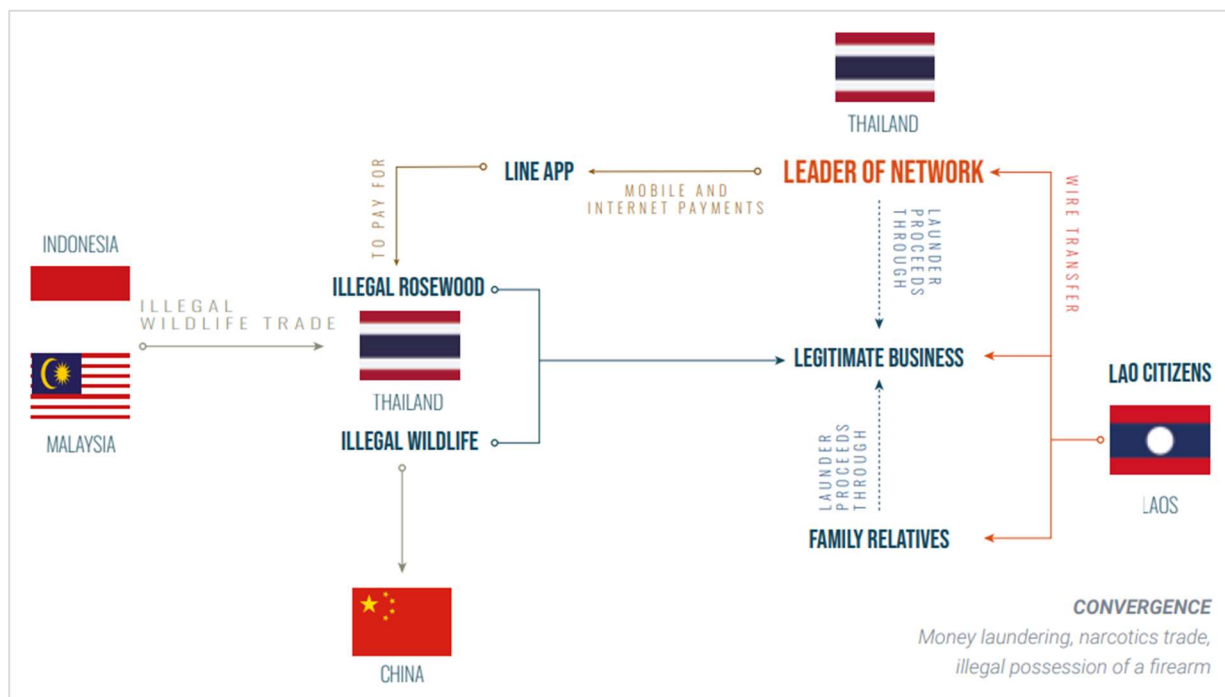 THAILAND
LINE APP
LEADER OF NETWORK
TO PAY FOR
MOBILE AND
INTERNET PAYMENTS
LAUNDER
PROCEEDS
THROUGH
WIRE TRANSFER
INDONESIA
ILLEGAL
WILDLIFE TRADE
ILLEGAL ROSEWOOD
MALAYSIA
THAILAND
ILLEGAL WILDLIFE
LEGITIMATE BUSINESS
LAO CITIZENS
LAUNDER
PROCEEDS
THROUGH
LAOS
FAMILY RELATIVES
CHINA
CONVERGENCE
Money laundering, narcotics trade,
illegal possession of a firearm